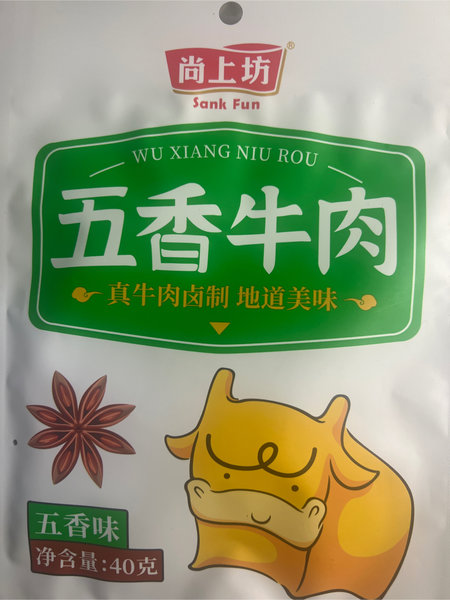 尚上坊®
Sank Fun
WU XIANG NIU ROU
五香牛肉
真牛肉卤制 地道美味
五香味
净含量:40克